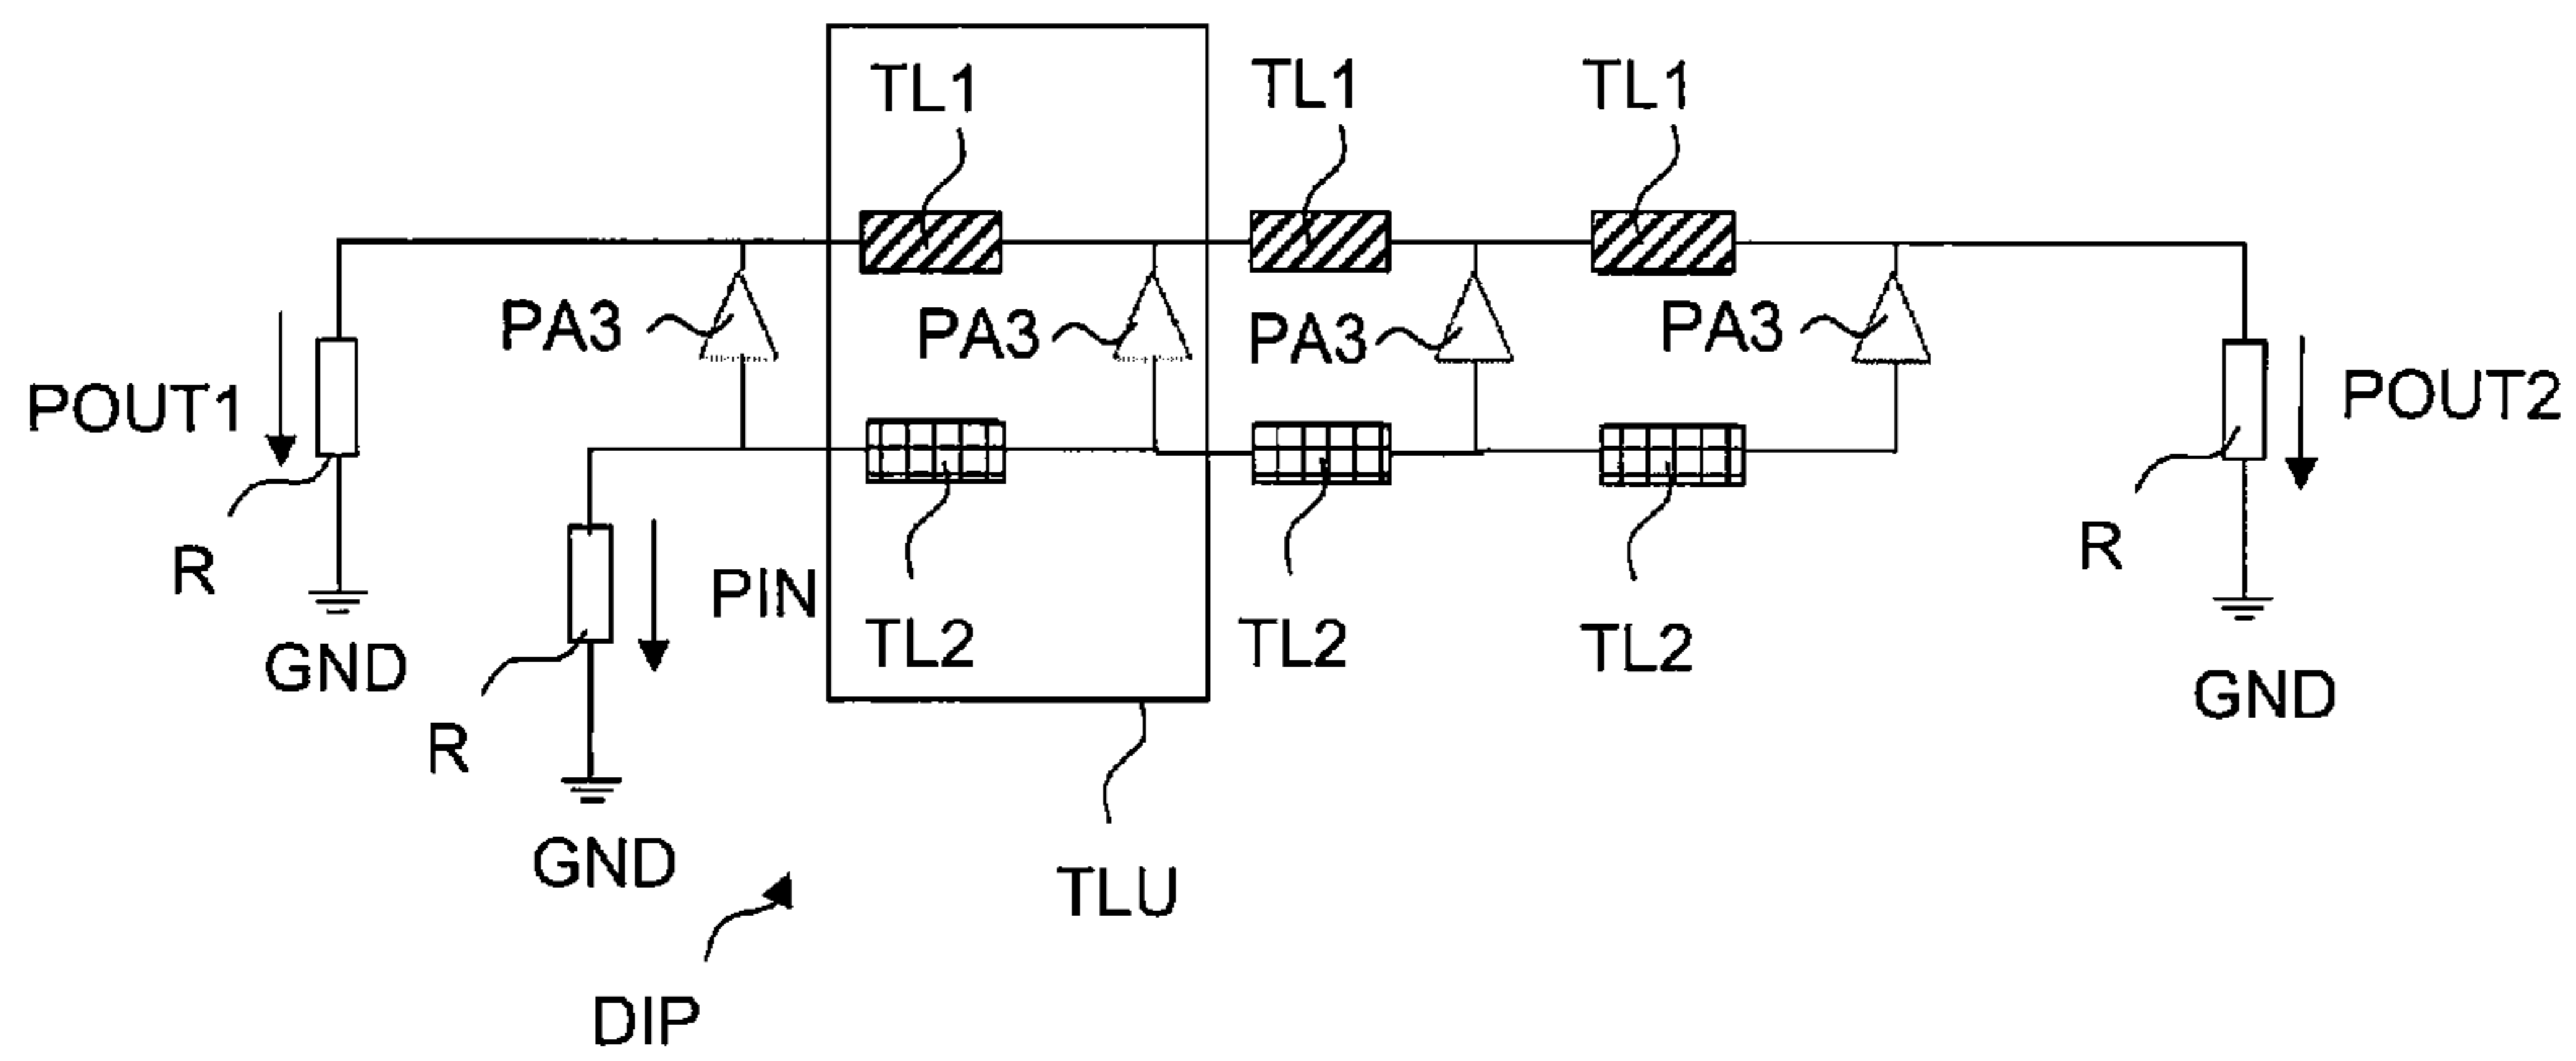 TL1 TL1 TL1
PA3 PA3 PA3 PA3
POUT1 POUT2
R PIN R
GND TL2 TL2 TL2 GND
R
GND TLU
DIP